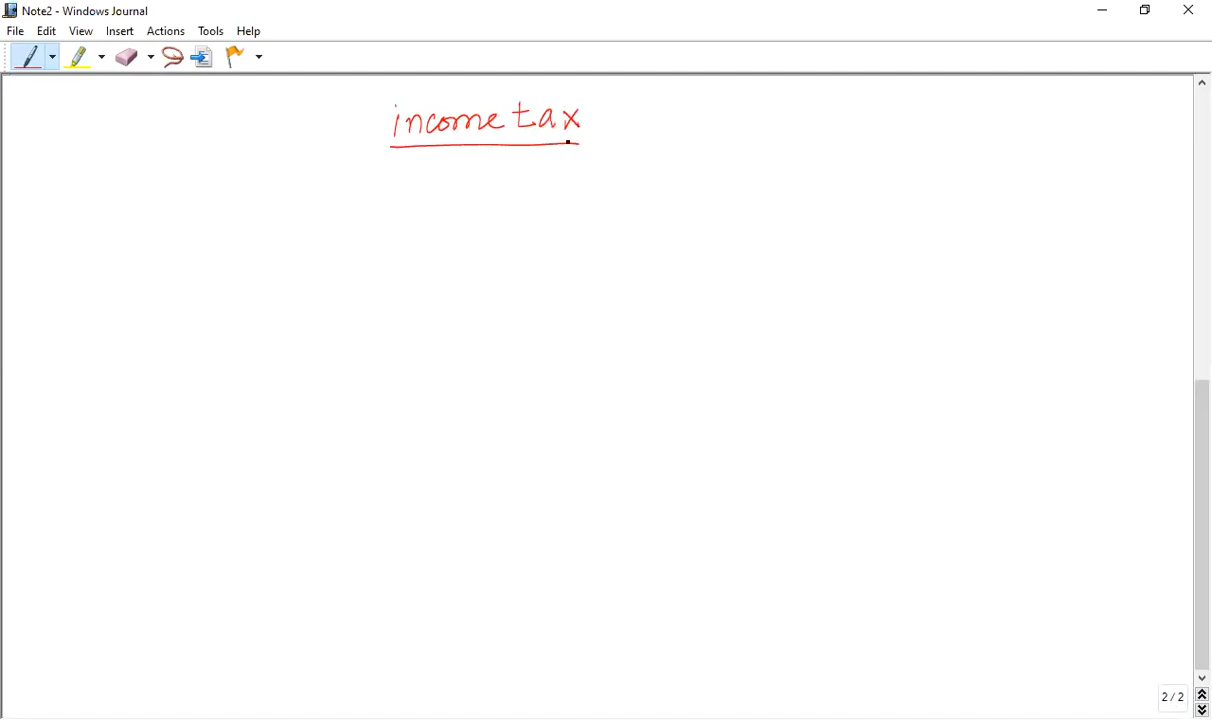 Note2 - Windows Journal
File Edit View Insert Actions Tools Help
income tax
2 / 2